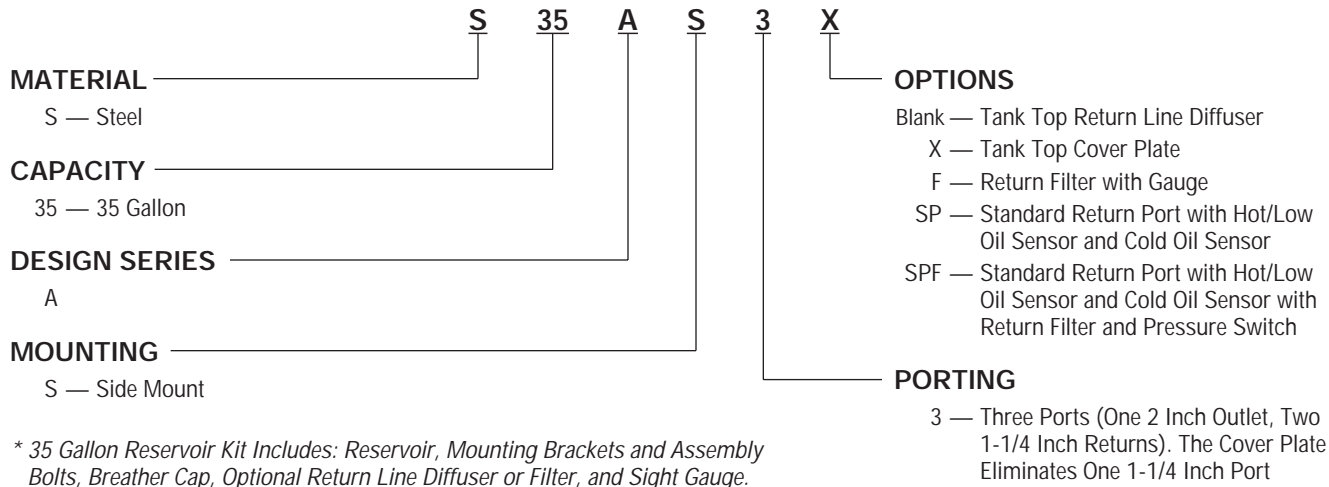 S 35 A S 3 X
MATERIAL
S — Steel
CAPACITY
35 — 35 Gallon
DESIGN SERIES
A
MOUNTING
S — Side Mount
* 35 Gallon Reservoir Kit Includes: Reservoir, Mounting Brackets and Assembly
Bolts, Breather Cap, Optional Return Line Diffuser or Filter, and Sight Gauge.
OPTIONS
Blank — Tank Top Return Line Diffuser
X — Tank Top Cover Plate
F — Return Filter with Gauge
SP — Standard Return Port with Hot/Low
Oil Sensor and Cold Oil Sensor
SPF — Standard Return Port with Hot/Low
Oil Sensor and Cold Oil Sensor with
Return Filter and Pressure Switch
PORTING
3 — Three Ports (One 2 Inch Outlet, Two
1-1/4 Inch Returns). The Cover Plate
Eliminates One 1-1/4 Inch Port